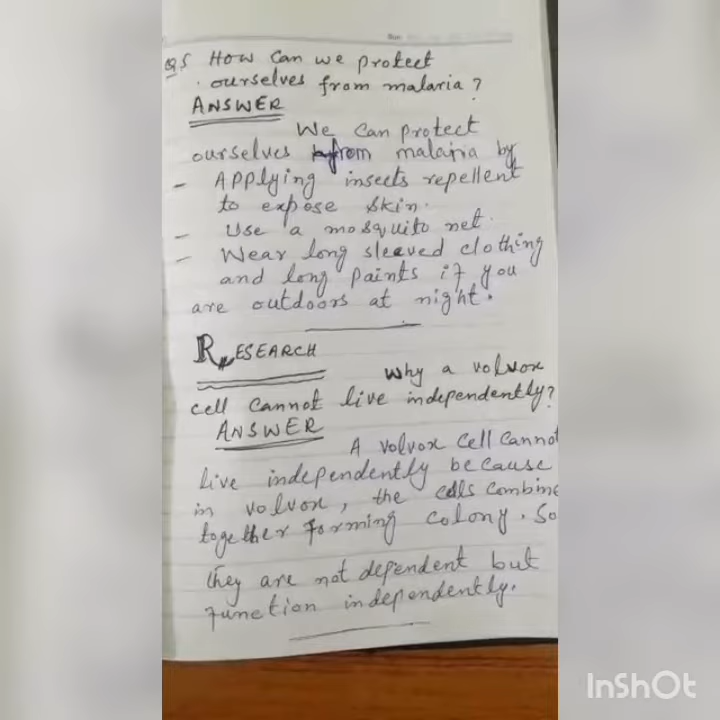 Q5 How can we protect
ourselves from malaria?
ANSWER
We can protect
ourselves from malaria by
- Applying insects repellent
to expose skin.
- Use a mosquito net.
- Wear long sleeved clothing
and long paints if you
are outdoors at night.
RESEARCH
Why a volvox
cell cannot live independently?
ANSWER
A volvox cell cannot
live independently because
in volvox, the cells combine
together forming colony. So
they are not dependent but
function independently.
InShOt